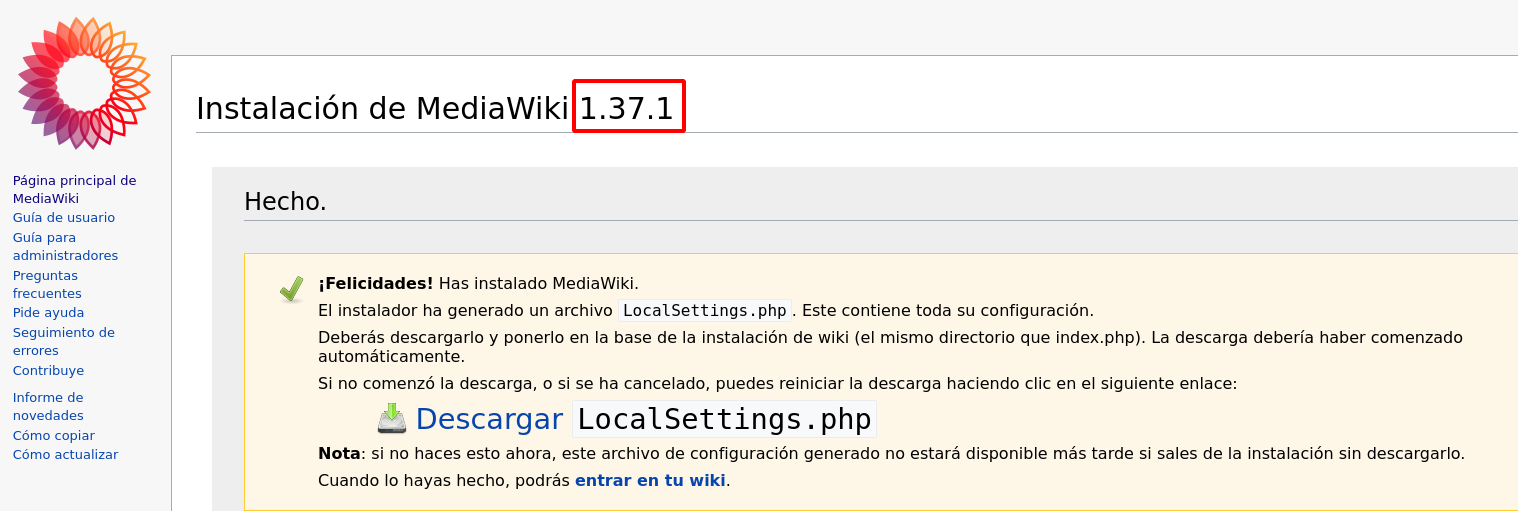 Instalación de MediaWiki 1.37.1
Página principal de
MediaWiki
Guía de usuario
Guía para
administradores
Preguntas
frecuentes
Pide ayuda
Seguimiento de
errores
Contribuye
Informe de
novedades
Cómo copiar
Cómo actualizar
Hecho.
¡Felicidades! Has instalado MediaWiki.
El instalador ha generado un archivo LocalSettings.php. Este contiene toda su configuración.
Deberás descargarlo y ponerlo en la base de la instalación de wiki (el mismo directorio que index.php). La descarga debería haber comenzado
automáticamente.
Si no comenzó la descarga, o si se ha cancelado, puedes reiniciar la descarga haciendo clic en el siguiente enlace:
Descargar LocalSettings.php
Nota: si no haces esto ahora, este archivo de configuración generado no estará disponible más tarde si sales de la instalación sin descargarlo.
Cuando lo hayas hecho, podrás entrar en tu wiki.